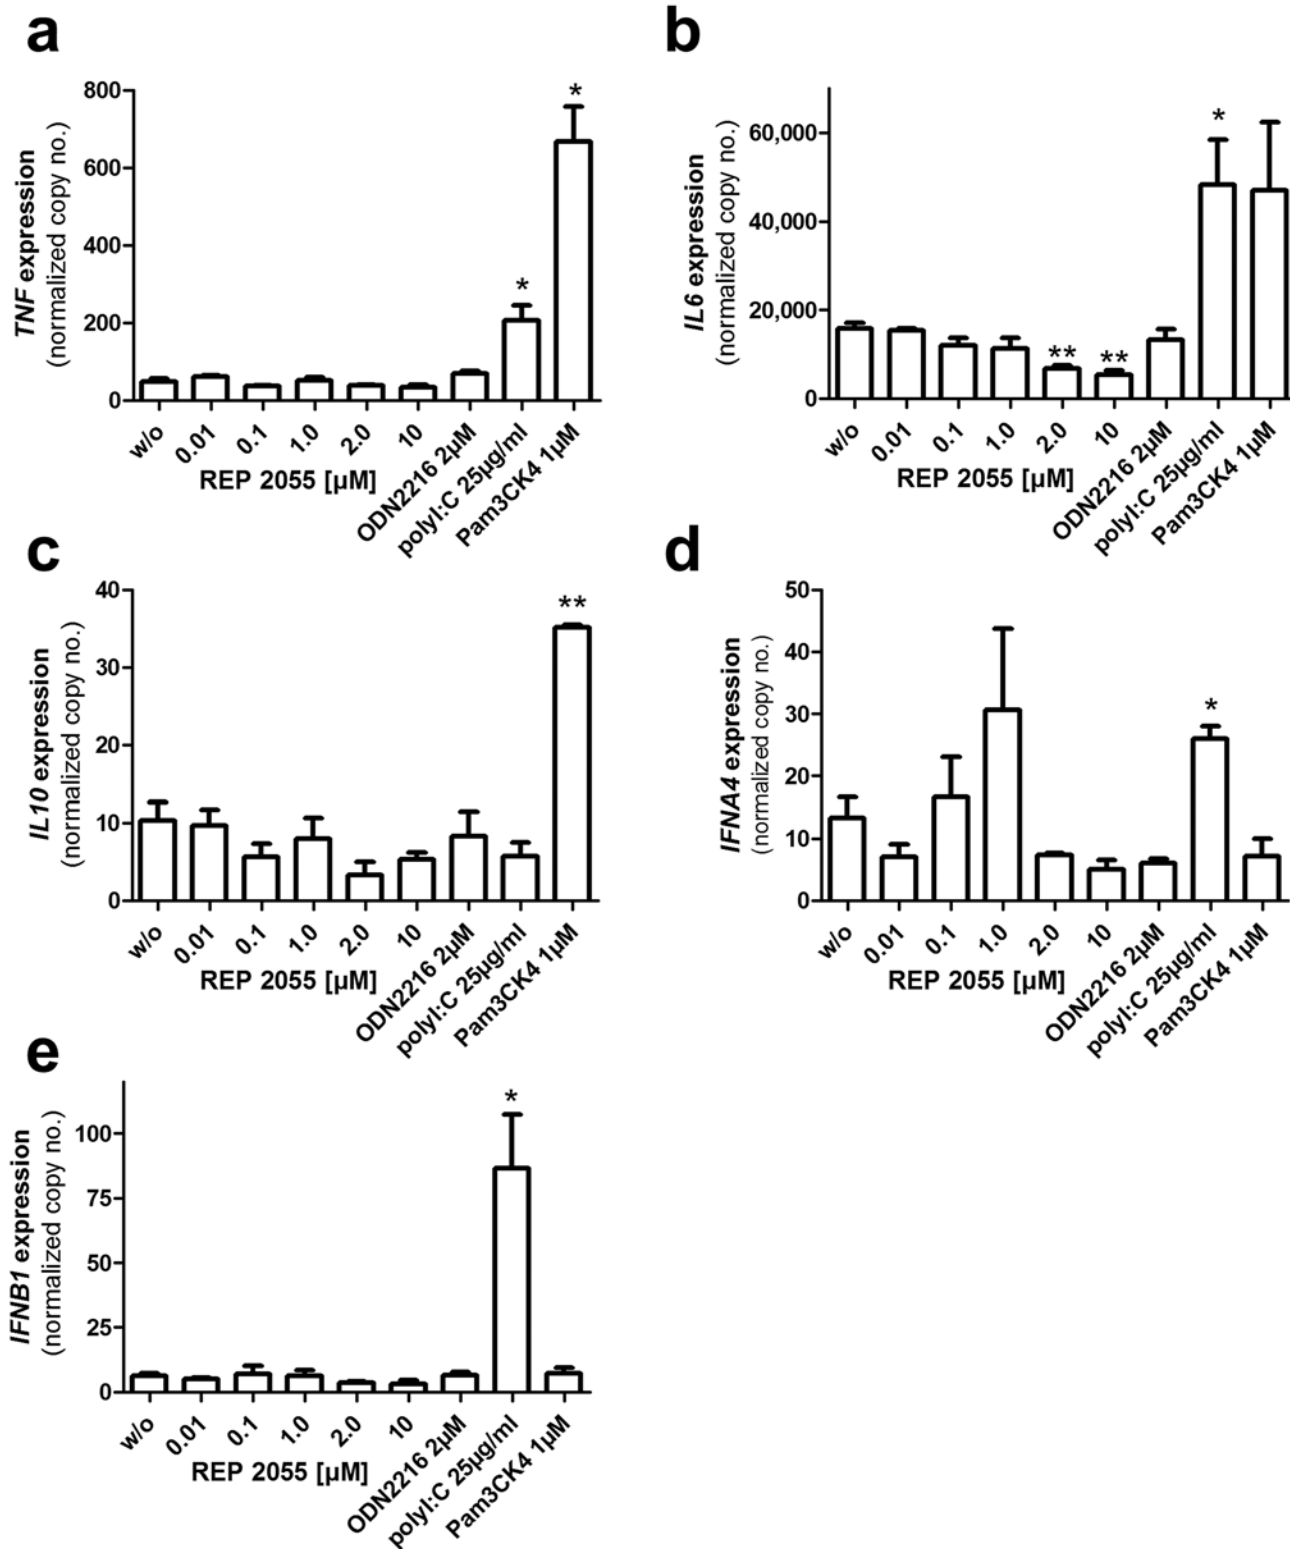 a
TNF expression
(normalized copy no.)
800
600
400
200
0
*
*
w/o
0.01
0.1
1.0
2.0
10
ODN2216 2µM
polyI:C 25µg/ml
Pam3CK4 1µM
REP 2055 [µM]
b
IL6 expression
(normalized copy no.)
60,000
40,000
20,000
0
**
**
*
w/o
0.01
0.1
1.0
2.0
10
ODN2216 2µM
polyI:C 25µg/ml
Pam3CK4 1µM
REP 2055 [µM]
c
IL10 expression
(normalized copy no.)
40
30
20
10
0
**
w/o
0.01
0.1
1.0
2.0
10
ODN2216 2µM
polyI:C 25µg/ml
Pam3CK4 1µM
REP 2055 [µM]
d
IFNA4 expression
(normalized copy no.)
50
40
30
20
10
0
*
w/o
0.01
0.1
1.0
2.0
10
ODN2216 2µM
polyI:C 25µg/ml
Pam3CK4 1µM
REP 2055 [µM]
e
IFNB1 expression
(normalized copy no.)
100
75
50
25
0
*
w/o
0.01
0.1
1.0
2.0
10
ODN2216 2µM
polyI:C 25µg/ml
Pam3CK4 1µM
REP 2055 [µM]